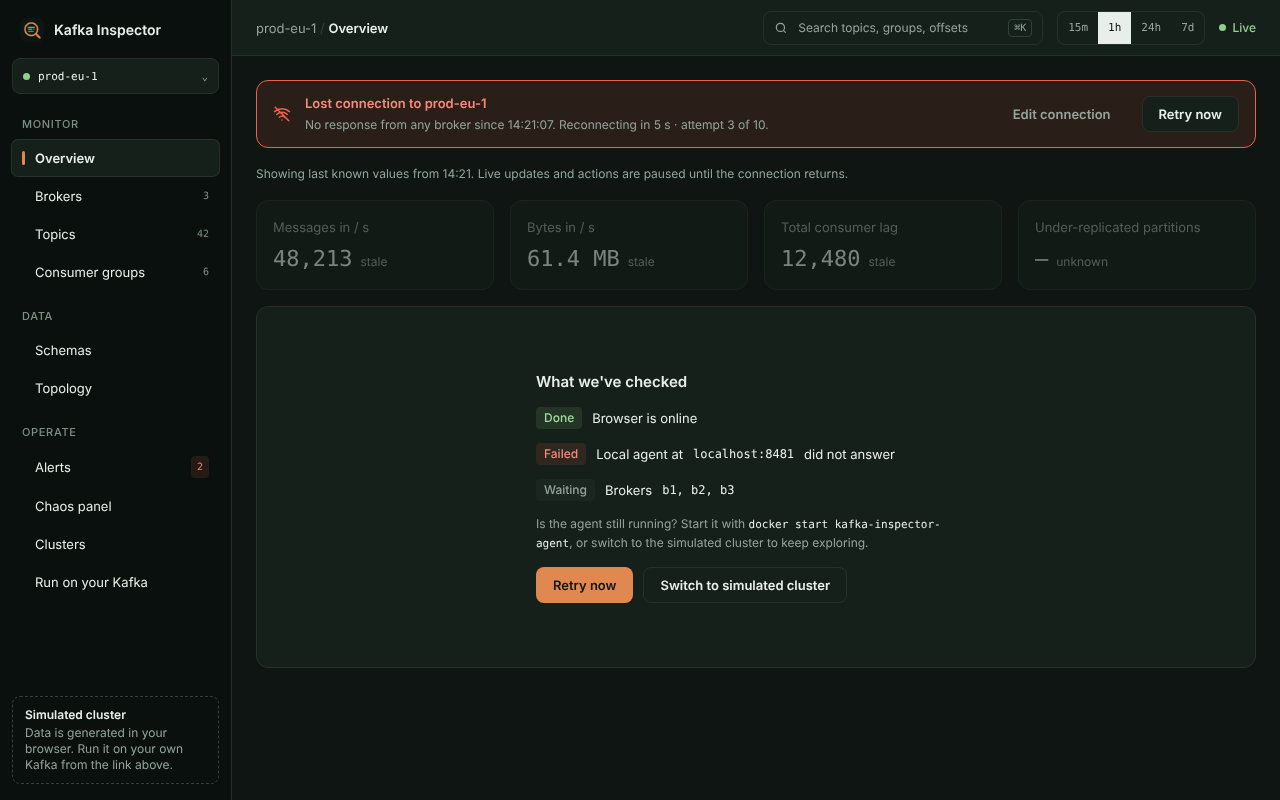 Kafka Inspector
prod-eu-1
MONITOR
Overview
Brokers 3
Topics 42
Consumer groups 6
DATA
Schemas
Topology
OPERATE
Alerts 2
Chaos panel
Clusters
Run on your Kafka
Simulated cluster
Data is generated in your
browser. Run it on your own
Kafka from the link above.
prod-eu-1 / Overview
Search topics, groups, offsets ⌘K
15m 1h 24h 7d
Live
Lost connection to prod-eu-1
No response from any broker since 14:21:07. Reconnecting in 5 s · attempt 3 of 10.
Edit connection
Retry now
Showing last known values from 14:21. Live updates and actions are paused until the connection returns.
Messages in / s
48,213 stale
Bytes in / s
61.4 MB stale
Total consumer lag
12,480 stale
Under-replicated partitions
— unknown
What we've checked
Done Browser is online
Failed Local agent at localhost:8481 did not answer
Waiting Brokers b1, b2, b3
Is the agent still running? Start it with docker start kafka-inspector-
agent, or switch to the simulated cluster to keep exploring.
Retry now
Switch to simulated cluster